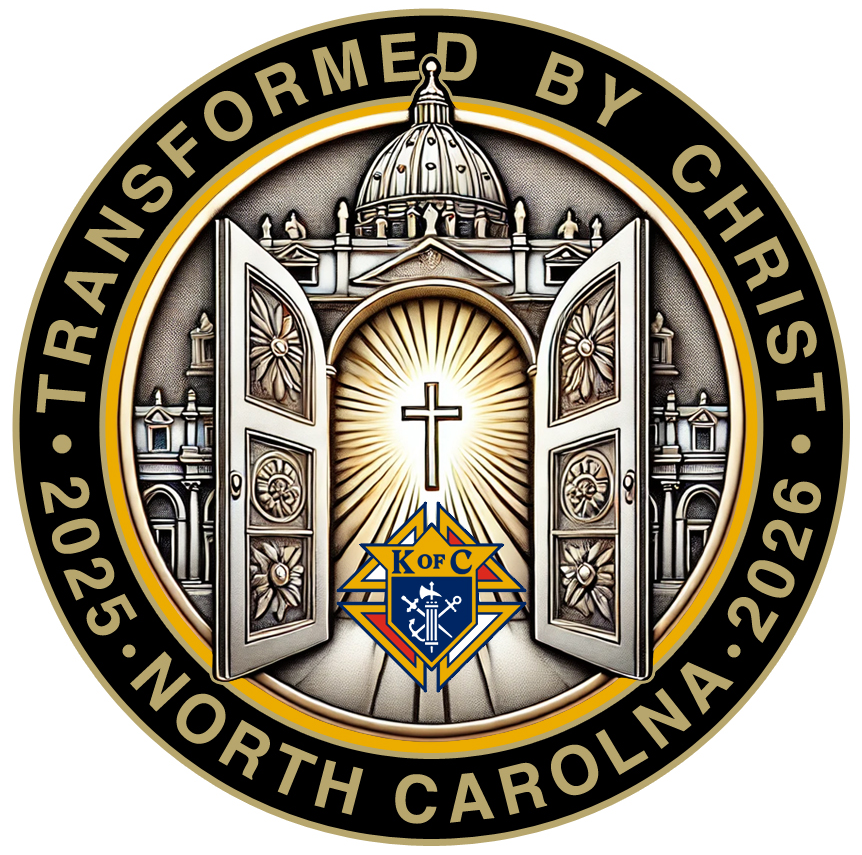 TRANSFORMED BY CHRIST
K OF C
• 2025 • NORTH CAROLNA • 2026 •